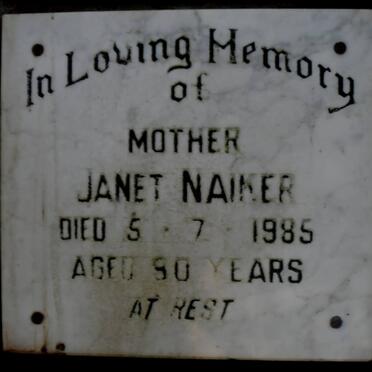 In Loving Memory
of
MOTHER
JANET NAIKER
DIED 5 · 7 · 1985
AGED 90 YEARS
AT REST